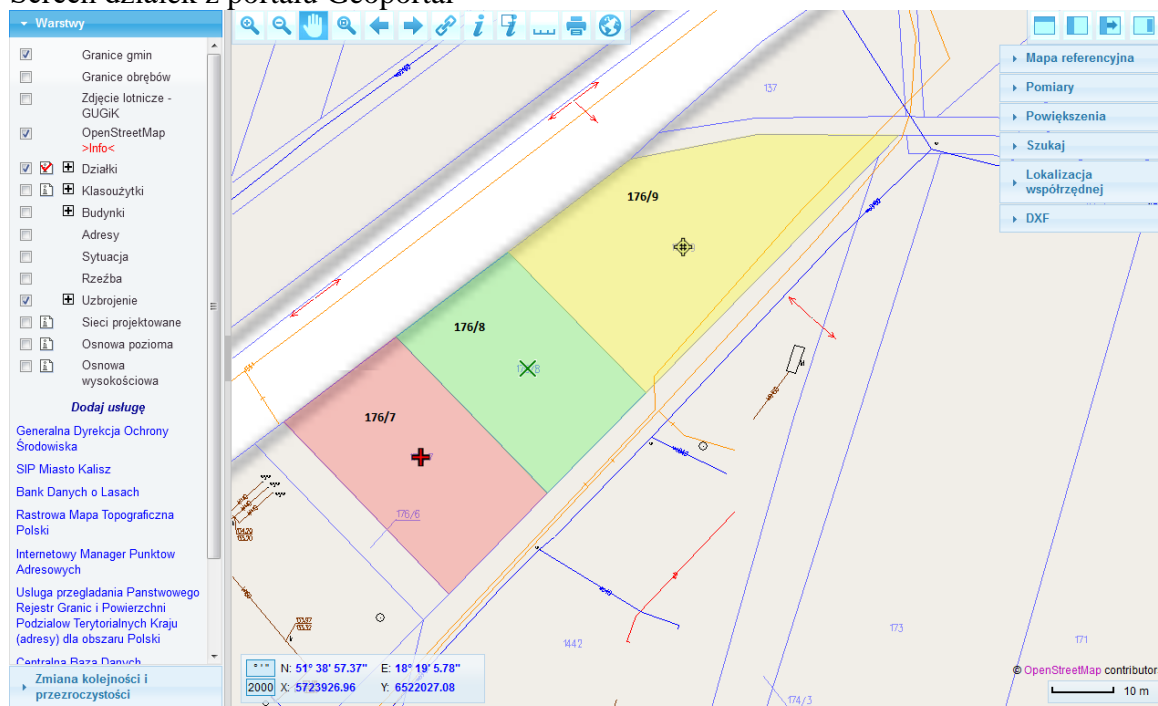 Screen działek z portalu Geoportal
Warstwy
Granice gmin
Granice obrębów
Zdjęcie lotnicze -
GUGiK
OpenStreetMap
>Info<
Działki
Klasoużytki
Budynki
Adresy
Sytuacja
Rzeźba
Uzbrojenie
Sieci projektowane
Osnowa pozioma
Osnowa
wysokościowa
Dodaj usługę
Generalna Dyrekcja Ochrony
Środowiska
SIP Miasto Kalisz
Bank Danych o Lasach
Rastrowa Mapa Topograficzna
Polski
Internetowy Manager Punktow
Adresowych
Usluga przegladania Panstwowego
Rejestr Granic i Powierzchni
Podzialow Terytorialnych Kraju
(adresy) dla obszaru Polski
Centralna Baza Danych
Zmiana kolejności i
przezroczystości
Mapa referencyjna
Pomiary
Powiększenia
Szukaj
Lokalizacja
współrzędnej
DXF
137
176/9
176/8
176/7
176/6
1442
173
171
174/3
° ' " N: 51° 38' 57.37" E: 18° 19' 5.78"
2000 X: 5723926.96 Y: 6522027.08
© OpenStreetMap contributor
10 m